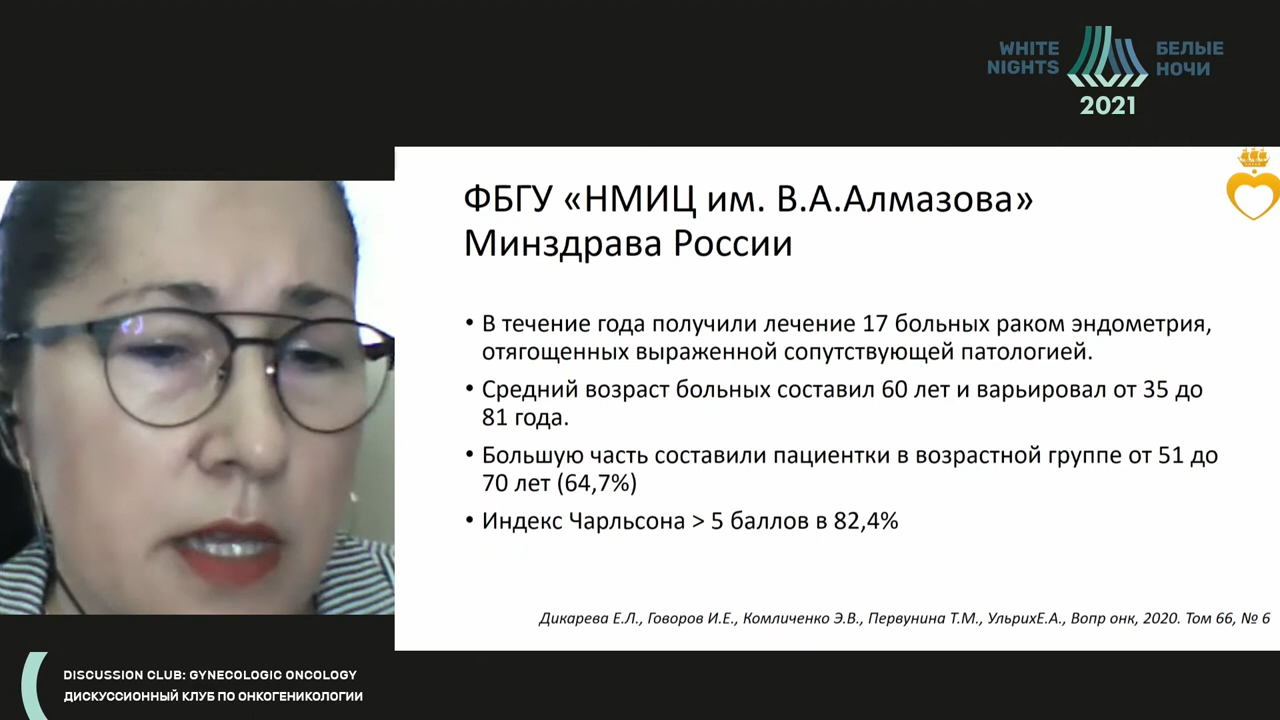 WHITE
NIGHTS
БЕЛЫЕ
НОЧИ
2021
ФБГУ «НМИЦ им. В.А.Алмазова»
Минздрава России
• В течение года получили лечение 17 больных раком эндометрия,
отягощенных выраженной сопутствующей патологией.
• Средний возраст больных составил 60 лет и варьировал от 35 до
81 года.
• Большую часть составили пациентки в возрастной группе от 51 до
70 лет (64,7%)
• Индекс Чарльсона > 5 баллов в 82,4%
Дикарева Е.Л., Говоров И.Е., Комличенко Э.В., Первунина Т.М., УльрихЕ.А., Вопр онк, 2020. Том 66, № 6
DISCUSSION CLUB: GYNECOLOGIC ONCOLOGY
ДИСКУССИОННЫЙ КЛУБ ПО ОНКОГЕНИКОЛОГИИ